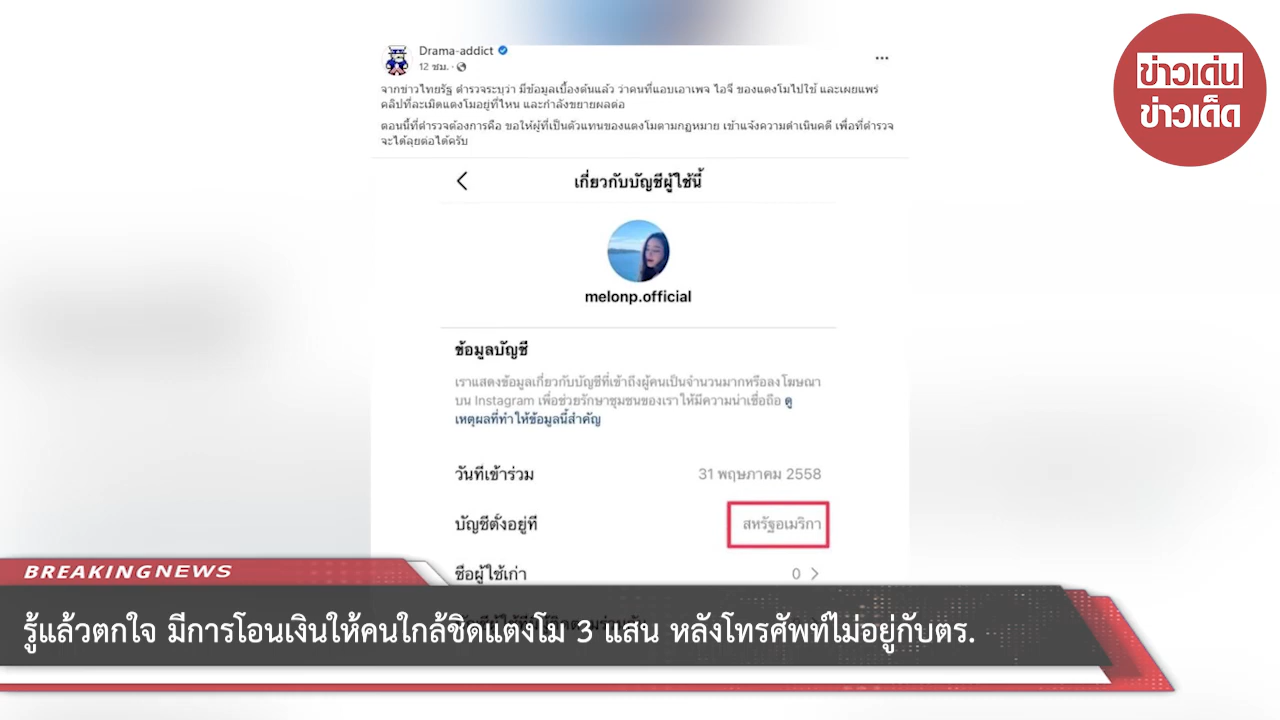 Drama-addict
12 ชม.
จากข่าวไทยรัฐ ตำรวจระบุว่า มีข้อมูลเบื้องต้นแล้ว ว่าคนที่แอบเอาเพจ ไอจี ของแตงโมไปใช้ และเผยแพร่
คลิปที่ละเมิดแตงโมอยู่ที่ไหน และกำลังขยายผลต่อ
ตอนนี้ที่ตำรวจต้องการคือ ขอให้ผู้ที่เป็นตัวแทนของแตงโมตามกฎหมาย เข้าแจ้งความดำเนินคดี เพื่อที่ตำรวจ
จะได้ลุยต่อได้ครับ
ข่าวเด่น
ข่าวเด็ด
เกี่ยวกับบัญชีผู้ใช้นี้
melonp.official
ข้อมูลบัญชี
เราแสดงข้อมูลเกี่ยวกับบัญชีที่เข้าถึงผู้คนเป็นจำนวนมากหรือลงโฆษณา
บน Instagram เพื่อช่วยรักษาชุมชนของเราให้มีความน่าเชื่อถือ ดู
เหตุผลที่ทำให้ข้อมูลนี้สำคัญ
วันที่เข้าร่วม 31 พฤษภาคม 2558
บัญชีตั้งอยู่ที่ สหรัฐอเมริกา
ชื่อผู้ใช้เก่า 0
BREAKINGNEWS
รู้แล้วตกใจ มีการโอนเงินให้คนใกล้ชิดแตงโม 3 แสน หลังโทรศัพท์ไม่อยู่กับตร.